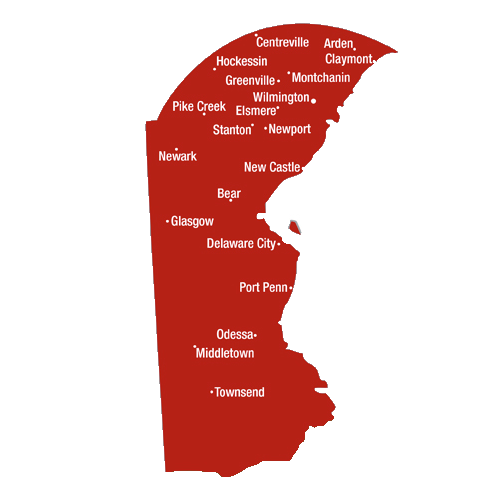 Centreville
Arden
Claymont
Hockessin
Montchanin
Greenville
Wilmington
Pike Creek
Elsmere
Stanton
Newport
Newark
New Castle
Bear
Glasgow
Delaware City
Port Penn
Odessa
Middletown
Townsend